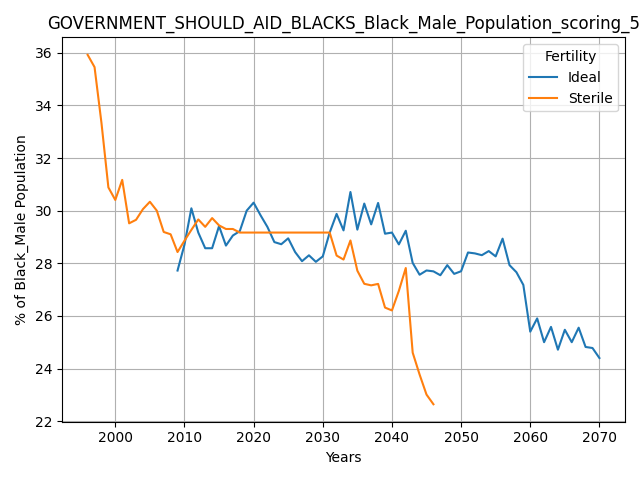 GOVERNMENT_SHOULD_AID_BLACKS_Black_Male_Population_scoring_5
Fertility
Ideal
Sterile
% of Black_Male Population
36
34
32
30
28
26
24
22
2000 2010 2020 2030 2040 2050 2060 2070
Years